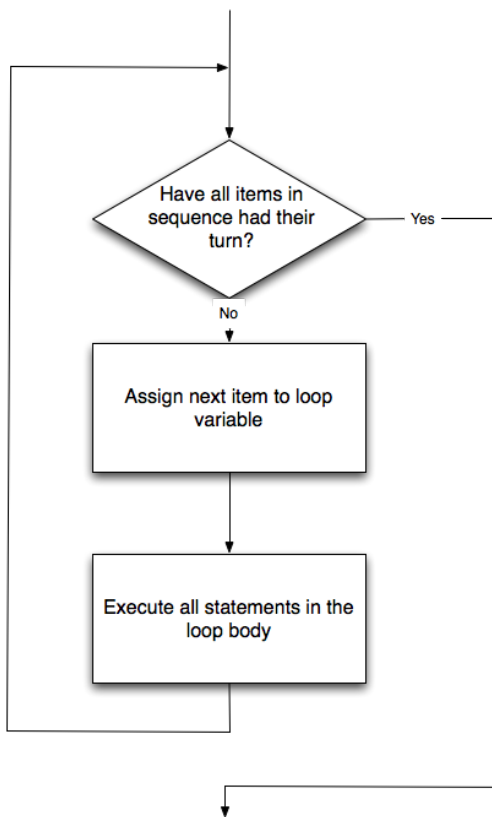 Have all items in
sequence had their
turn?
Yes
No
Assign next item to loop
variable
Execute all statements in the
loop body